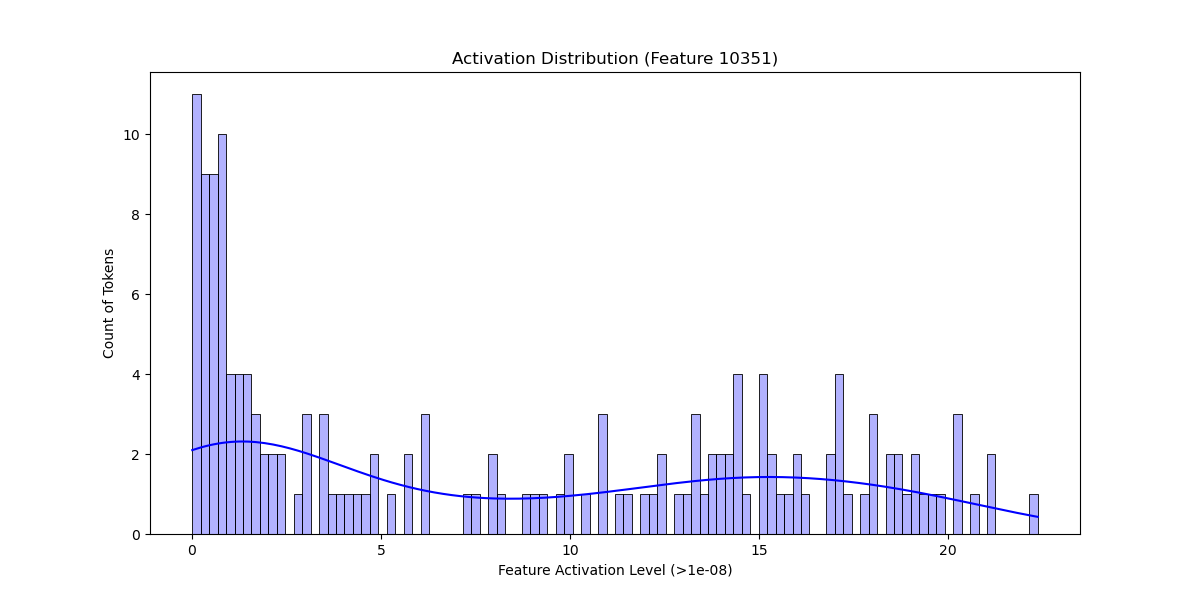 Activation Distribution (Feature 10351)
10
8
6
4
2
0
Count of Tokens
0 5 10 15 20
Feature Activation Level (>1e-08)